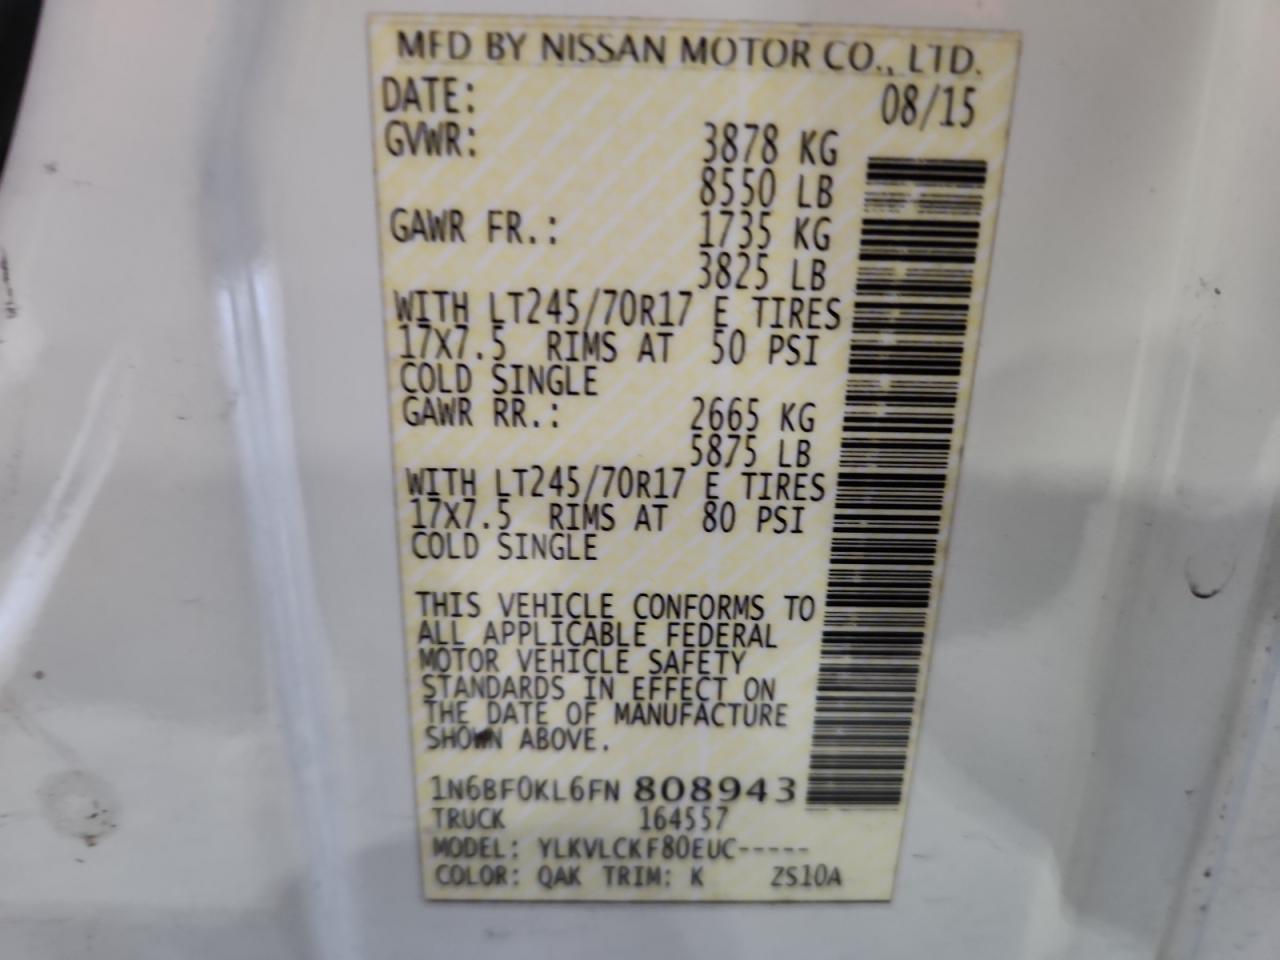 MFD BY NISSAN MOTOR CO., LTD.
DATE: 08/15
GVWR: 3878 KG
8550 LB
GAWR FR.: 1735 KG
3825 LB
WITH LT245/70R17 E TIRES
17X7.5 RIMS AT 50 PSI
COLD SINGLE
GAWR RR.: 2665 KG
5875 LB
WITH LT245/70R17 E TIRES
17X7.5 RIMS AT 80 PSI
COLD SINGLE
THIS VEHICLE CONFORMS TO
ALL APPLICABLE FEDERAL
MOTOR VEHICLE SAFETY
STANDARDS IN EFFECT ON
THE DATE OF MANUFACTURE
SHOWN ABOVE.
1N6BF0KL6FN 808943
TRUCK 164557
MODEL: YLKVLCKF80EUC-----
COLOR: QAK TRIM: K ZS10A